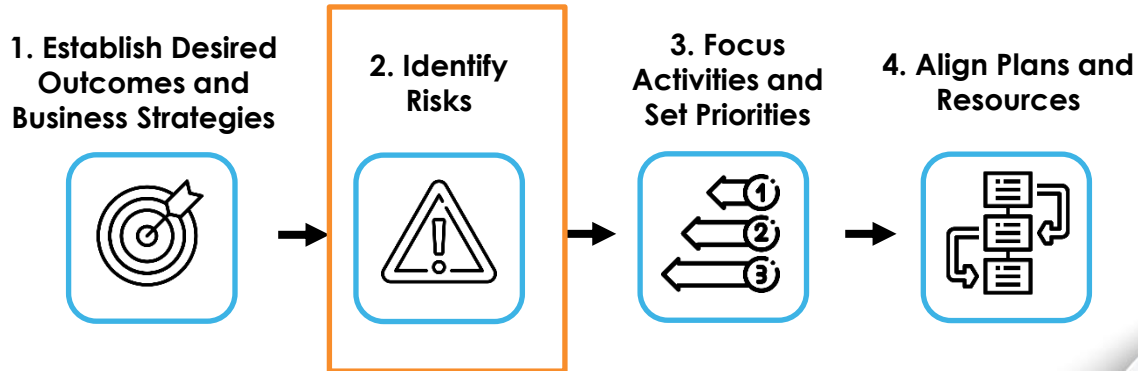 1. Establish Desired
Outcomes and
Business Strategies
2. Identify
Risks
3. Focus
Activities and
Set Priorities
4. Align Plans and
Resources
1
2
3